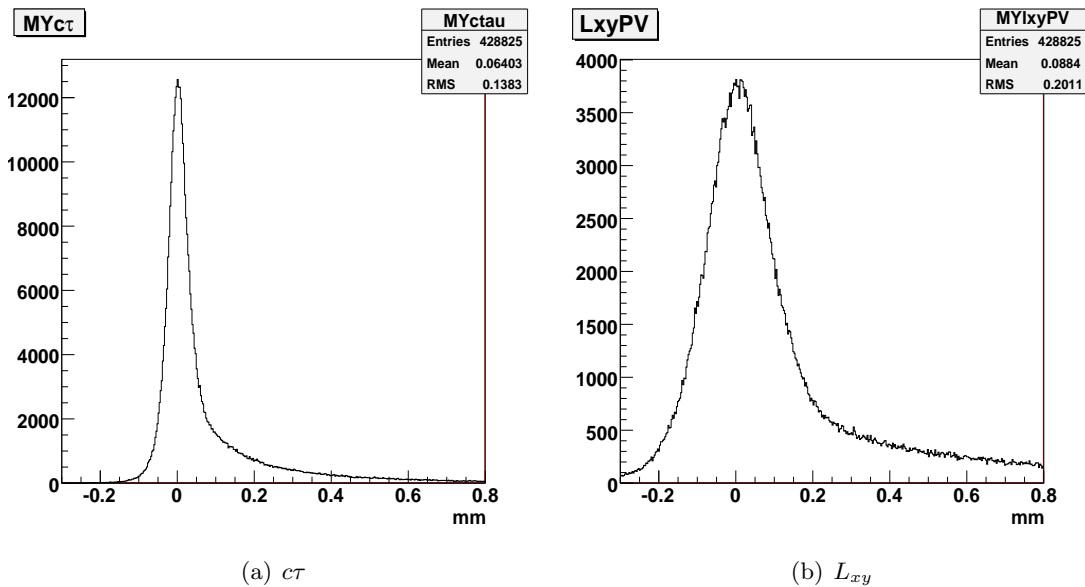 MYcτ
MYctau
Entries 428825
Mean 0.06403
RMS 0.1383
12000
10000
8000
6000
4000
2000
0
-0.2 0 0.2 0.4 0.6 0.8
mm
(a) cτ
LxyPV
MYlxyPV
Entries 428825
Mean 0.0884
RMS 0.2011
4000
3500
3000
2500
2000
1500
1000
500
0
-0.2 0 0.2 0.4 0.6 0.8
mm
(b) Lxy